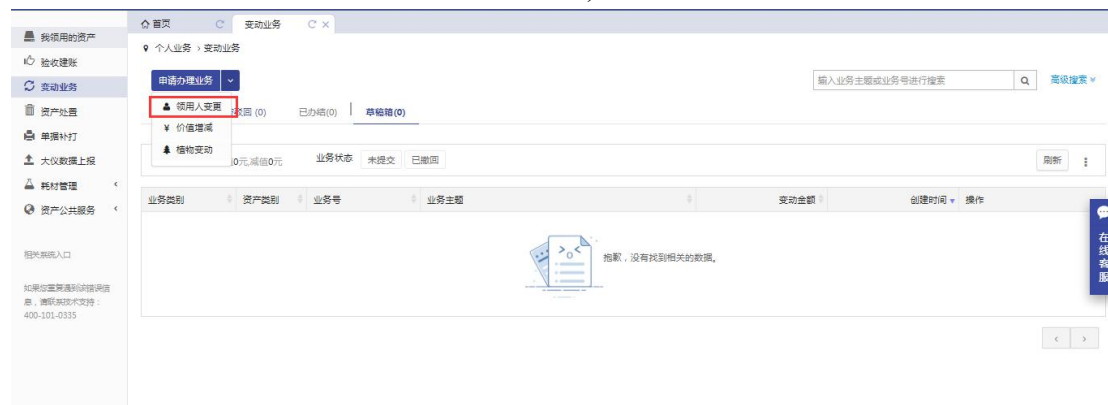 首页
变动业务
我领用的资产
验收建账
变动业务
资产处置
单据补打
大仪数据上报
耗材管理
资产公共服务
相关系统入口
如果您重复遇到该错误信
息，请联系技术支持：
400-101-0335
个人业务 > 变动业务
申请办理业务
输入业务主题或业务号进行搜索
高级搜索
领用人变更
价值增减
植物变动
回 (0)
已办结(0)
草稿箱(0)
0元,减值0元
业务状态
未提交
已撤回
刷新
业务类别
资产类别
业务号
业务主题
变动金额
创建时间
操作
抱歉，没有找到相关的数据。
在线客服